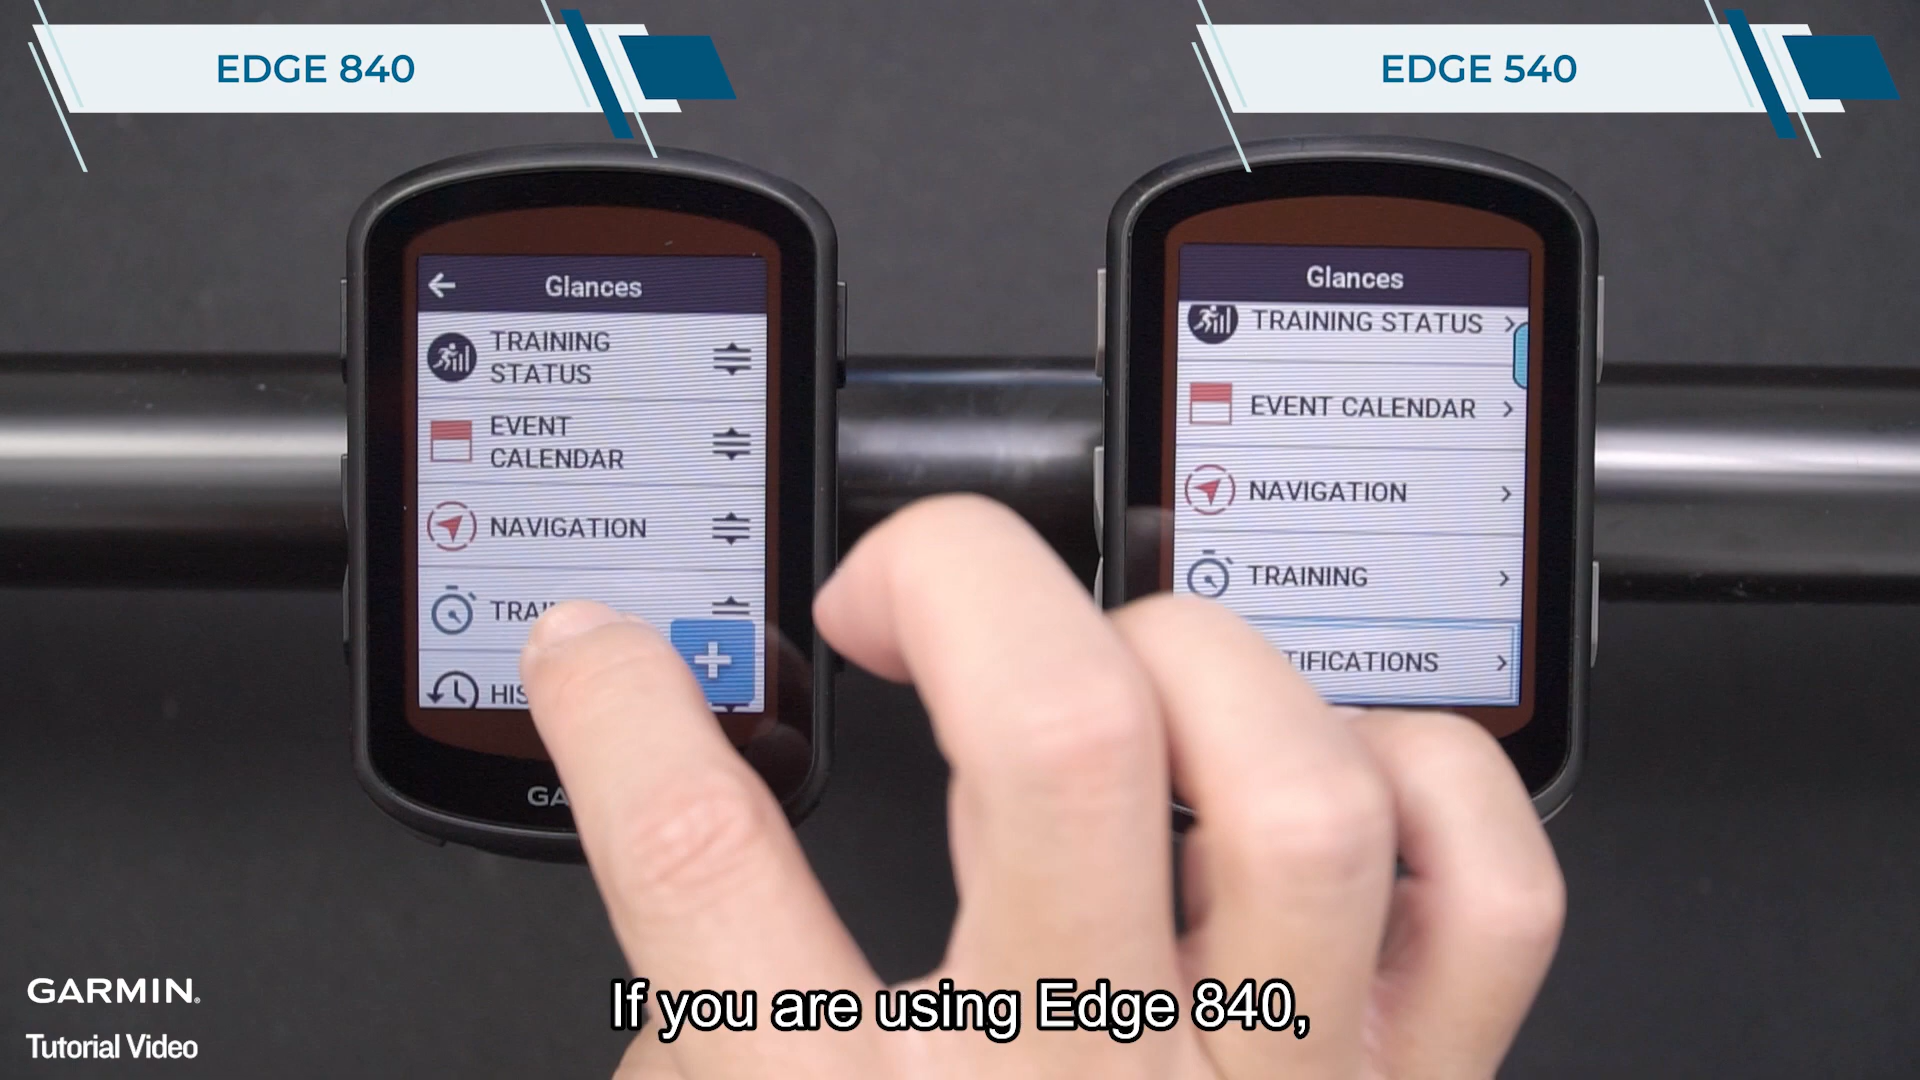 EDGE 840
EDGE 540
Glances
TRAINING
STATUS
EVENT
CALENDAR
NAVIGATION
Glances
TRAINING STATUS
EVENT CALENDAR
NAVIGATION
TRAINING
GARMIN
Tutorial Video
If you are using Edge 840,